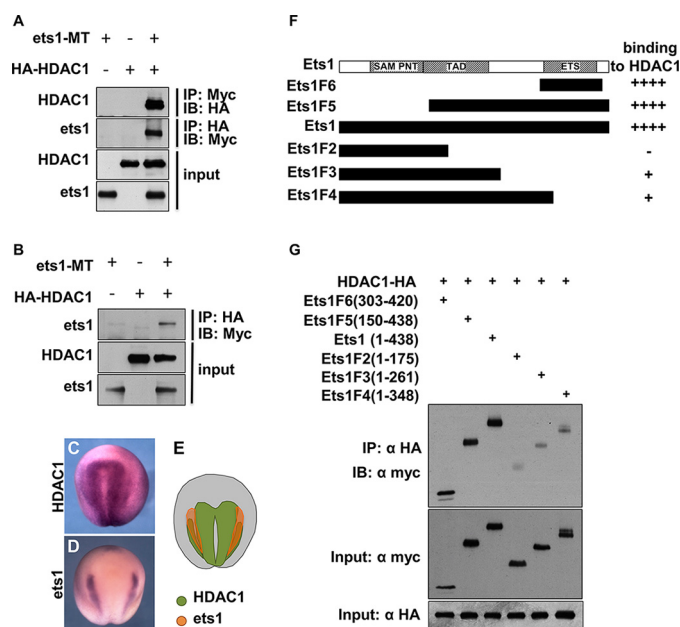 A
ets1-MT + - +
HA-HDAC1 - + +
HDAC1 IP: Myc
IB: HA
ets1 IP: HA
IB: Myc
HDAC1
input
ets1
B
ets1-MT + - +
HA-HDAC1 - + +
ets1 IP: HA
IB: Myc
HDAC1
input
ets1
C
HDAC1
D
ets1
E
HDAC1
ets1
F
binding
to HDAC1
Ets1 SAM PNT TAD ETS
Ets1F6 ++++
Ets1F5 ++++
Ets1 ++++
Ets1F2 -
Ets1F3 +
Ets1F4 +
G
HDAC1-HA + + + + + +
Ets1F6(303-420) +
Ets1F5(150-438) +
Ets1 (1-438) +
Ets1F2(1-175) +
Ets1F3(1-261) +
Ets1F4(1-348) +
IP: α HA
IB: α myc
Input: α myc
Input: α HA